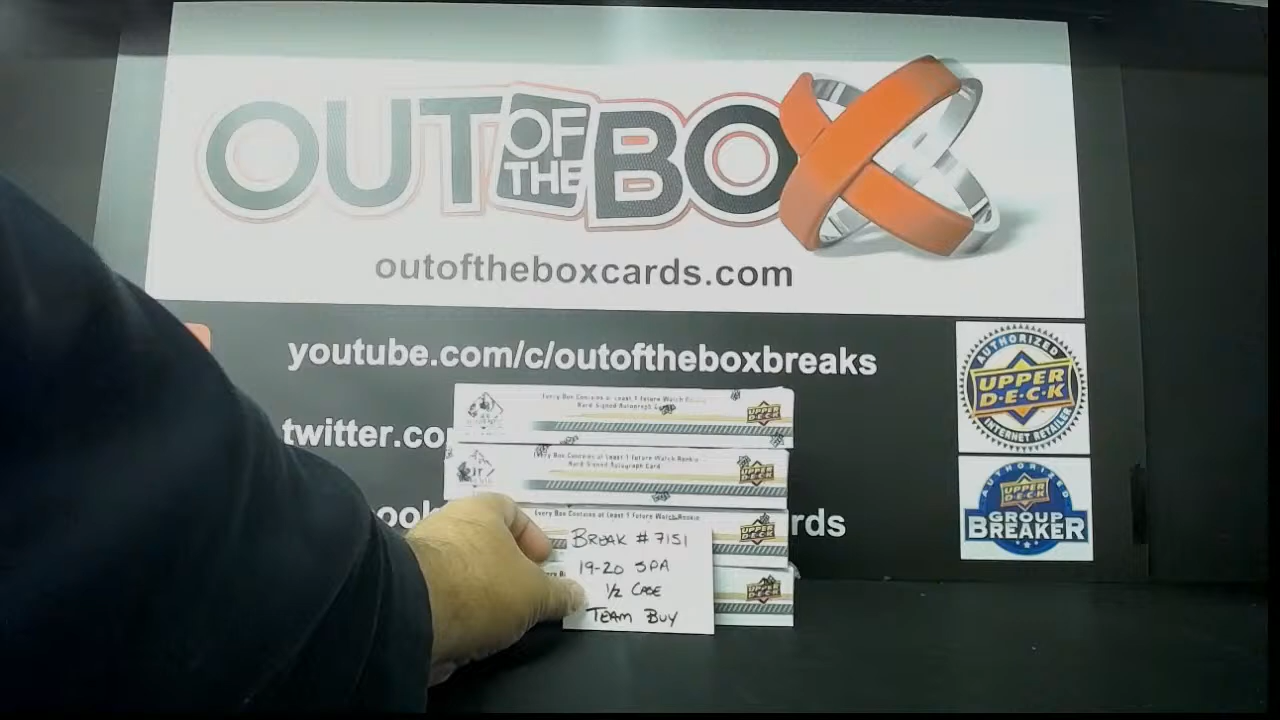 OUT OF THE BOX
outoftheboxcards.com
youtube.com/c/outoftheboxbreaks
AUTHORIZED
UPPER
D·E·C·K
INTERNET RETAILER
twitter.co
Every Box Contains at Least 1 Future Watch Rookie
Hard Signed Autograph Card
UPPER
DECK
Every Box Contains at Least 1 Future Watch Rookie
Hard Signed Autograph Card
UPPER
DECK
AUTHORIZED
UPPER
DECK
GROUP
BREAKER
ook
rds
Every Box Contains at Least 1 Future Watch Rookie
UPPER
DECK
BREAK # 7151
19-20 SPA
1/2 CASE
TEAM BUY
UPPER
DECK